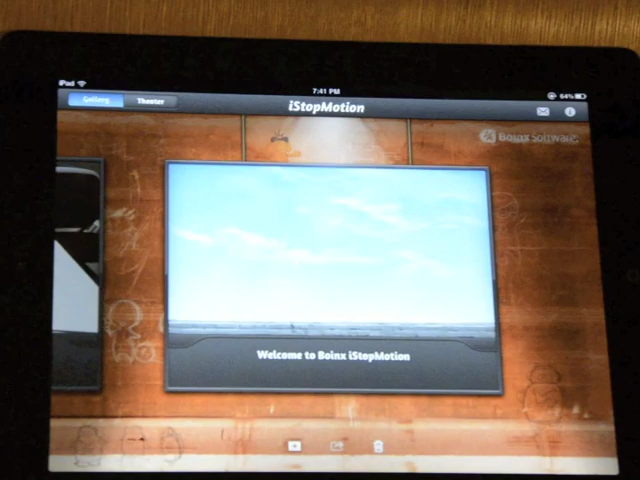 iPad
7:41 PM
64%
Gallery
Theater
iStopMotion
Boinx Software
Welcome to Boinx iStopMotion